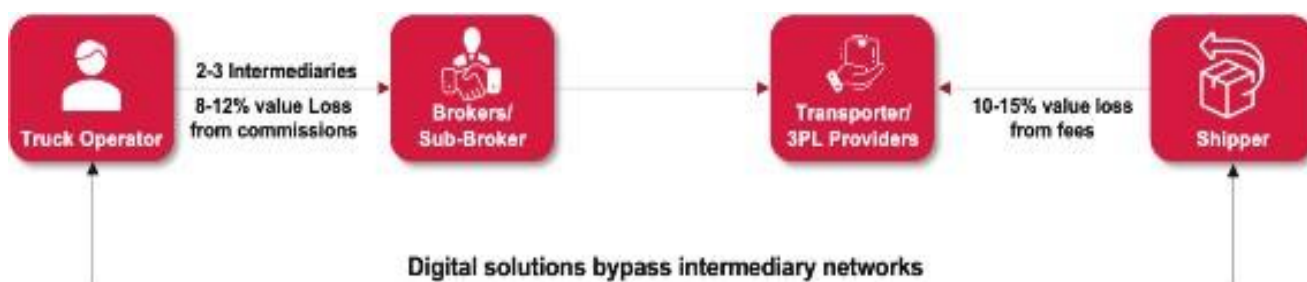 Truck Operator
2-3 Intermediaries
8-12% value Loss
from commissions
Brokers/
Sub-Broker
Transporter/
3PL Providers
10-15% value loss
from fees
Shipper
Digital solutions bypass intermediary networks